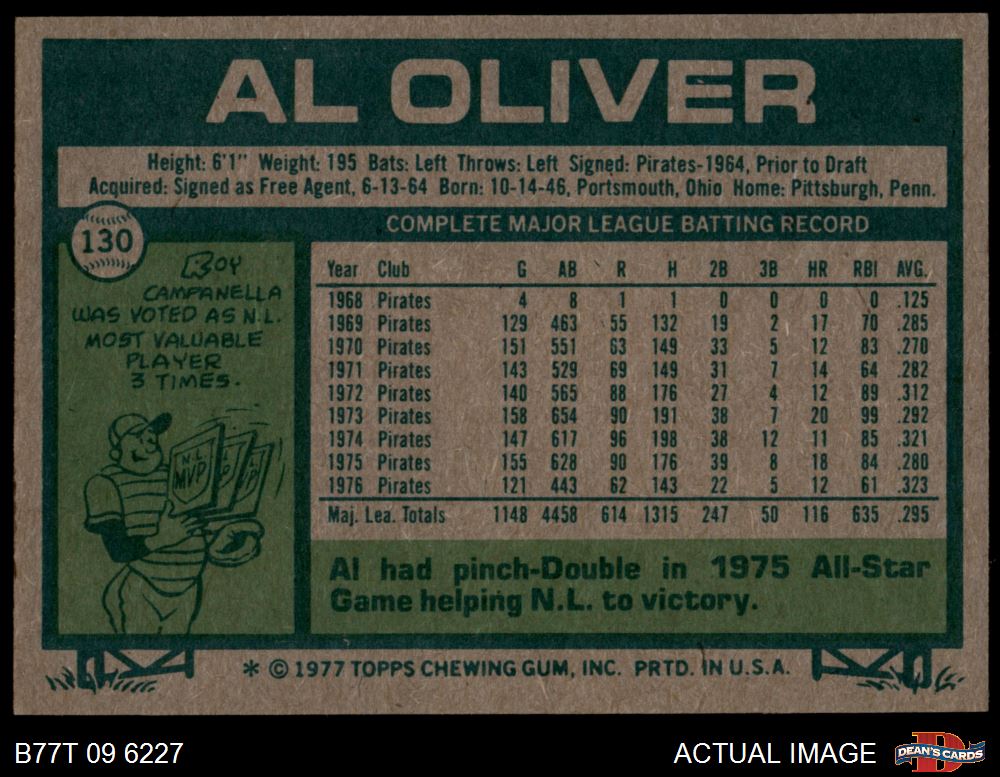 AL OLIVER
Height: 6'1" Weight: 195 Bats: Left Throws: Left Signed: Pirates-1964, Prior to Draft
Acquired: Signed as Free Agent, 6-13-64 Born: 10-14-46, Portsmouth, Ohio Home: Pittsburgh, Penn.
130
ROY
CAMPANELLA
WAS VOTED AS N.L.
MOST VALUABLE
PLAYER
3 TIMES.
N.L.
MVP
COMPLETE MAJOR LEAGUE BATTING RECORD
Year Club G AB R H 2B 3B HR RBI AVG.
1968 Pirates 4 8 1 1 0 0 0 0 .125
1969 Pirates 129 463 55 132 19 2 17 70 .285
1970 Pirates 151 551 63 149 33 5 12 83 .270
1971 Pirates 143 529 69 149 31 7 14 64 .282
1972 Pirates 140 565 88 176 27 4 12 89 .312
1973 Pirates 158 654 90 191 38 7 20 99 .292
1974 Pirates 147 617 96 198 38 12 11 85 .321
1975 Pirates 155 628 90 176 39 8 18 84 .280
1976 Pirates 121 443 62 143 22 5 12 61 .323
Maj. Lea. Totals 1148 4458 614 1315 247 50 116 635 .295
Al had pinch-Double in 1975 All-Star
Game helping N.L. to victory.
* © 1977 TOPPS CHEWING GUM, INC. PRTD. IN U.S.A.
B77T 09 6227
ACTUAL IMAGE
DEAN'S CARDS